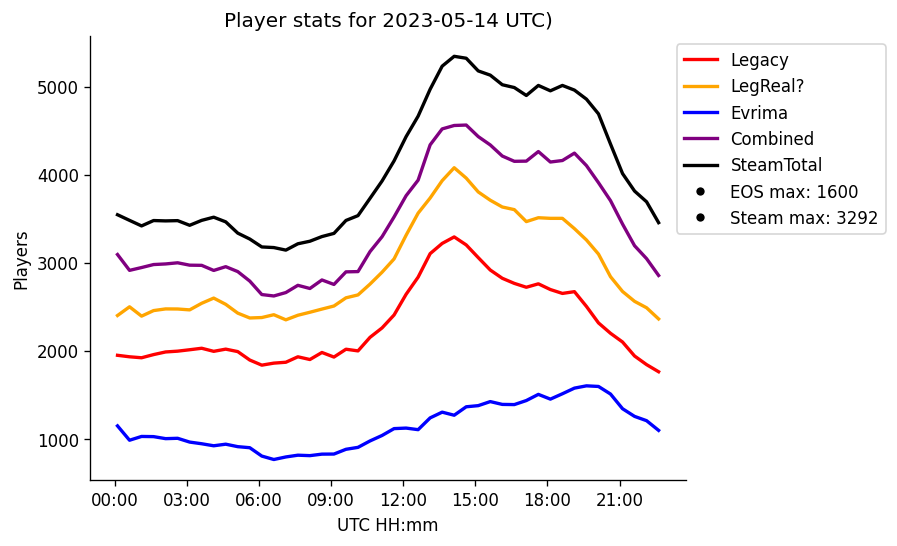 Player stats for 2023-05-14 UTC)
Legacy
LegReal?
Evrima
Combined
SteamTotal
EOS max: 1600
Steam max: 3292
Players
5000
4000
3000
2000
1000
00:00 03:00 06:00 09:00 12:00 15:00 18:00 21:00
UTC HH:mm